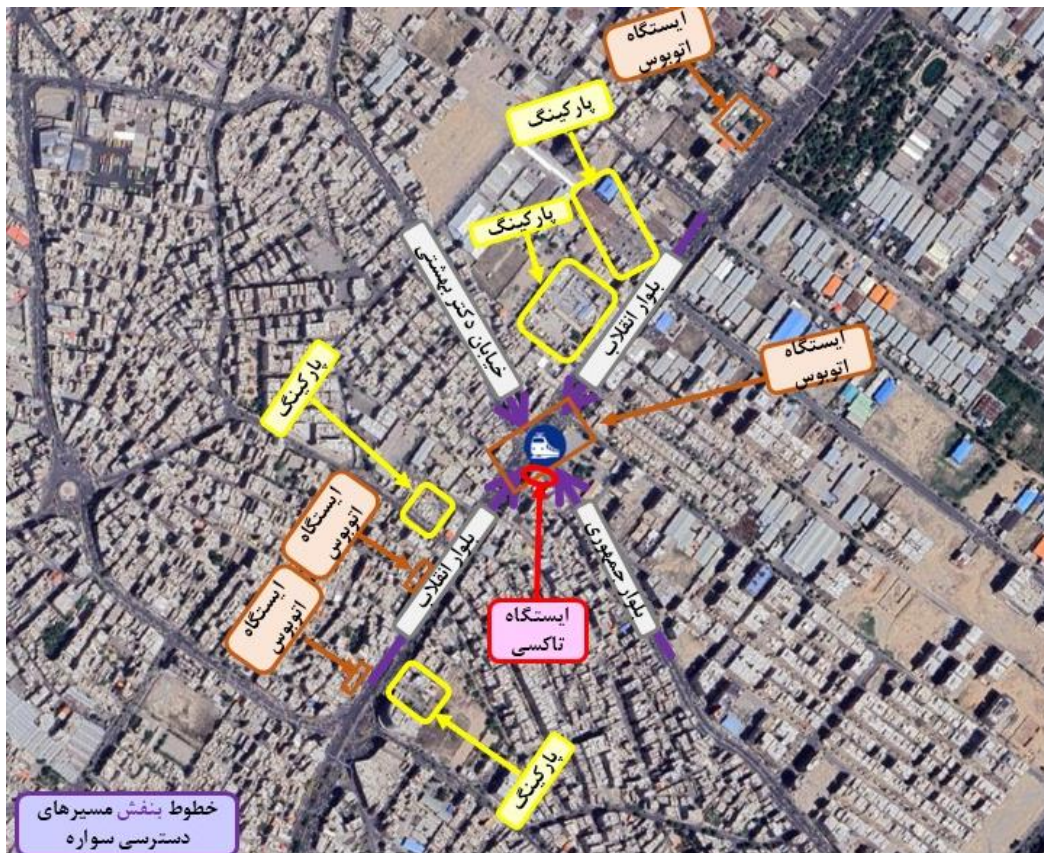 ایستگاه
اتوبوس
پارکینگ
پارکینگ
خیابان دکتر بهشتی
بلوار انقلاب
ایستگاه
اتوبوس
پارکینگ
ایستگاه
اتوبوس
بلوار انقلاب
بلوار جمهوری
ایستگاه
اتوبوس
ایستگاه
تاکسی
پارکینگ
خطوط بنفش مسیرهای
دسترسی سواره